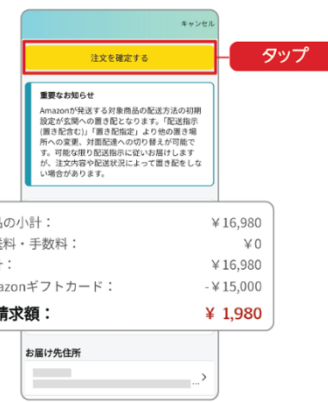 キャンセル
注文を確定する
タップ
重要なお知らせ
Amazonが発送する対象商品の配送方法の初期
設定が玄関への置き配となります。「配送指示
(置き配含む)」「置き配指定」より他の置き場
所への変更、対面配達への切り替えが可能で
す。可能な限り配送指示に従いお届けします
が、注文内容や配送状況によって置き配をしな
い場合があります。
の小計： ￥16,980
料・手数料： ￥0
： ￥16,980
azonギフトカード： -￥15,000
請求額： ￥ 1,980
お届け先住所
...